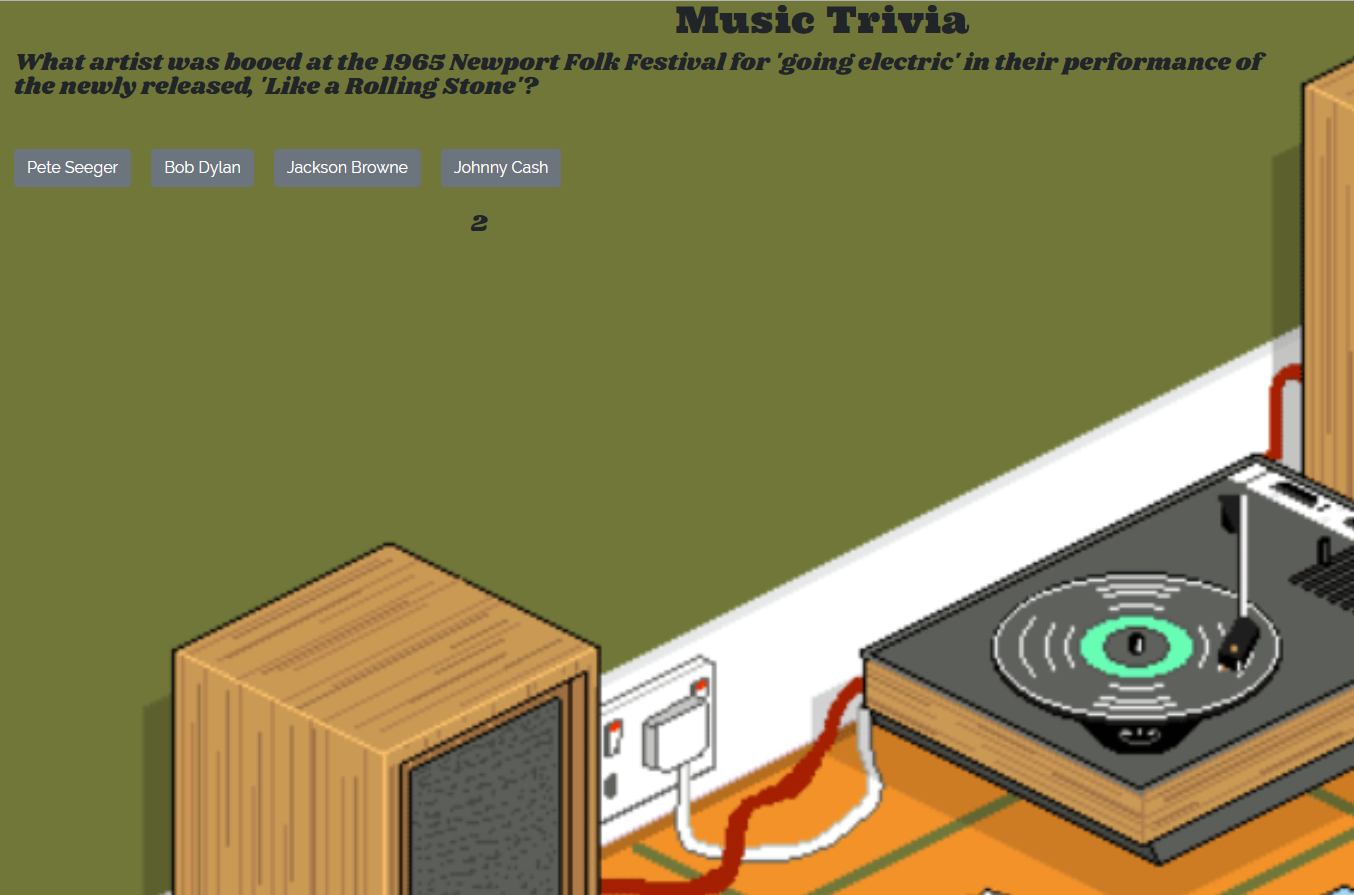 Music Trivia
What artist was booed at the 1965 Newport Folk Festival for 'going electric' in their performance of
the newly released, 'Like a Rolling Stone'?
Pete Seeger Bob Dylan Jackson Browne Johnny Cash
2